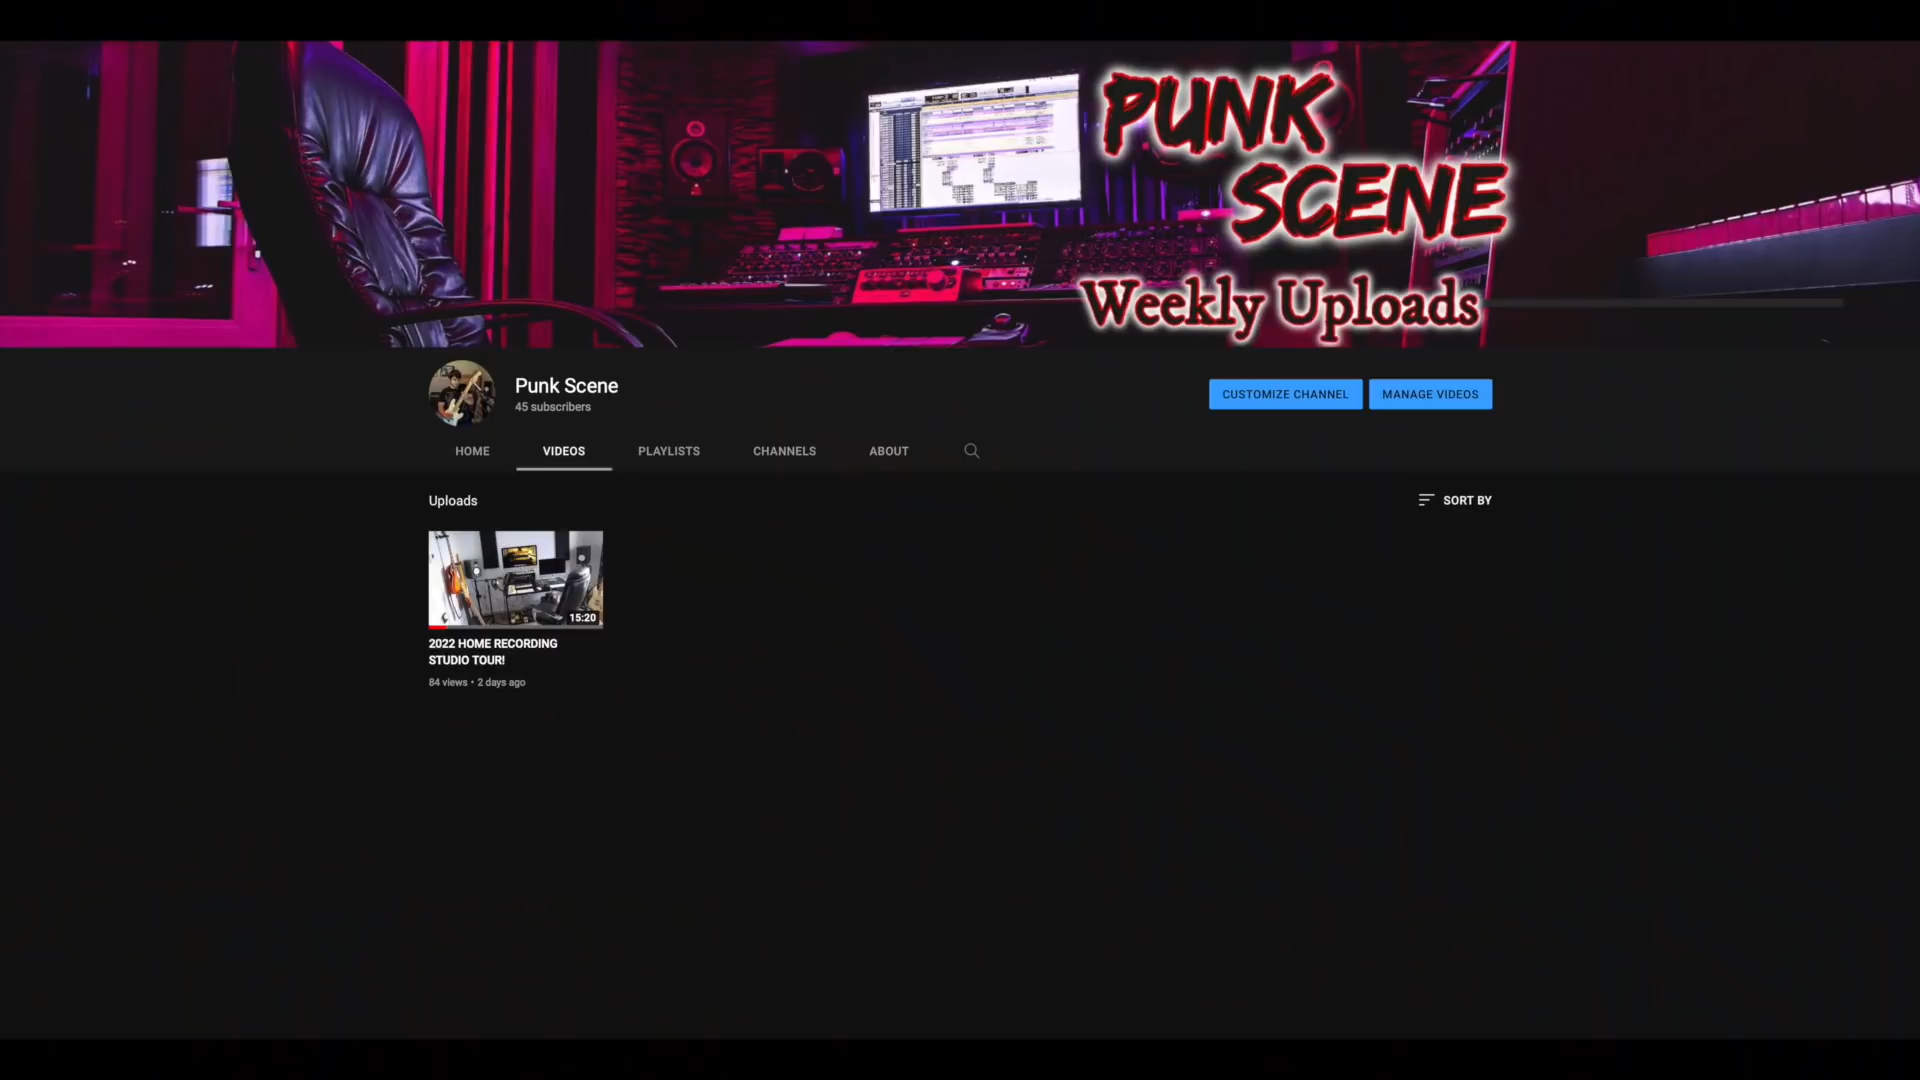 PUNK
SCENE
Weekly Uploads
Punk Scene
45 subscribers
CUSTOMIZE CHANNEL
MANAGE VIDEOS
HOME
VIDEOS
PLAYLISTS
CHANNELS
ABOUT
Uploads
SORT BY
15:20
2022 HOME RECORDING
STUDIO TOUR!
84 views • 2 days ago